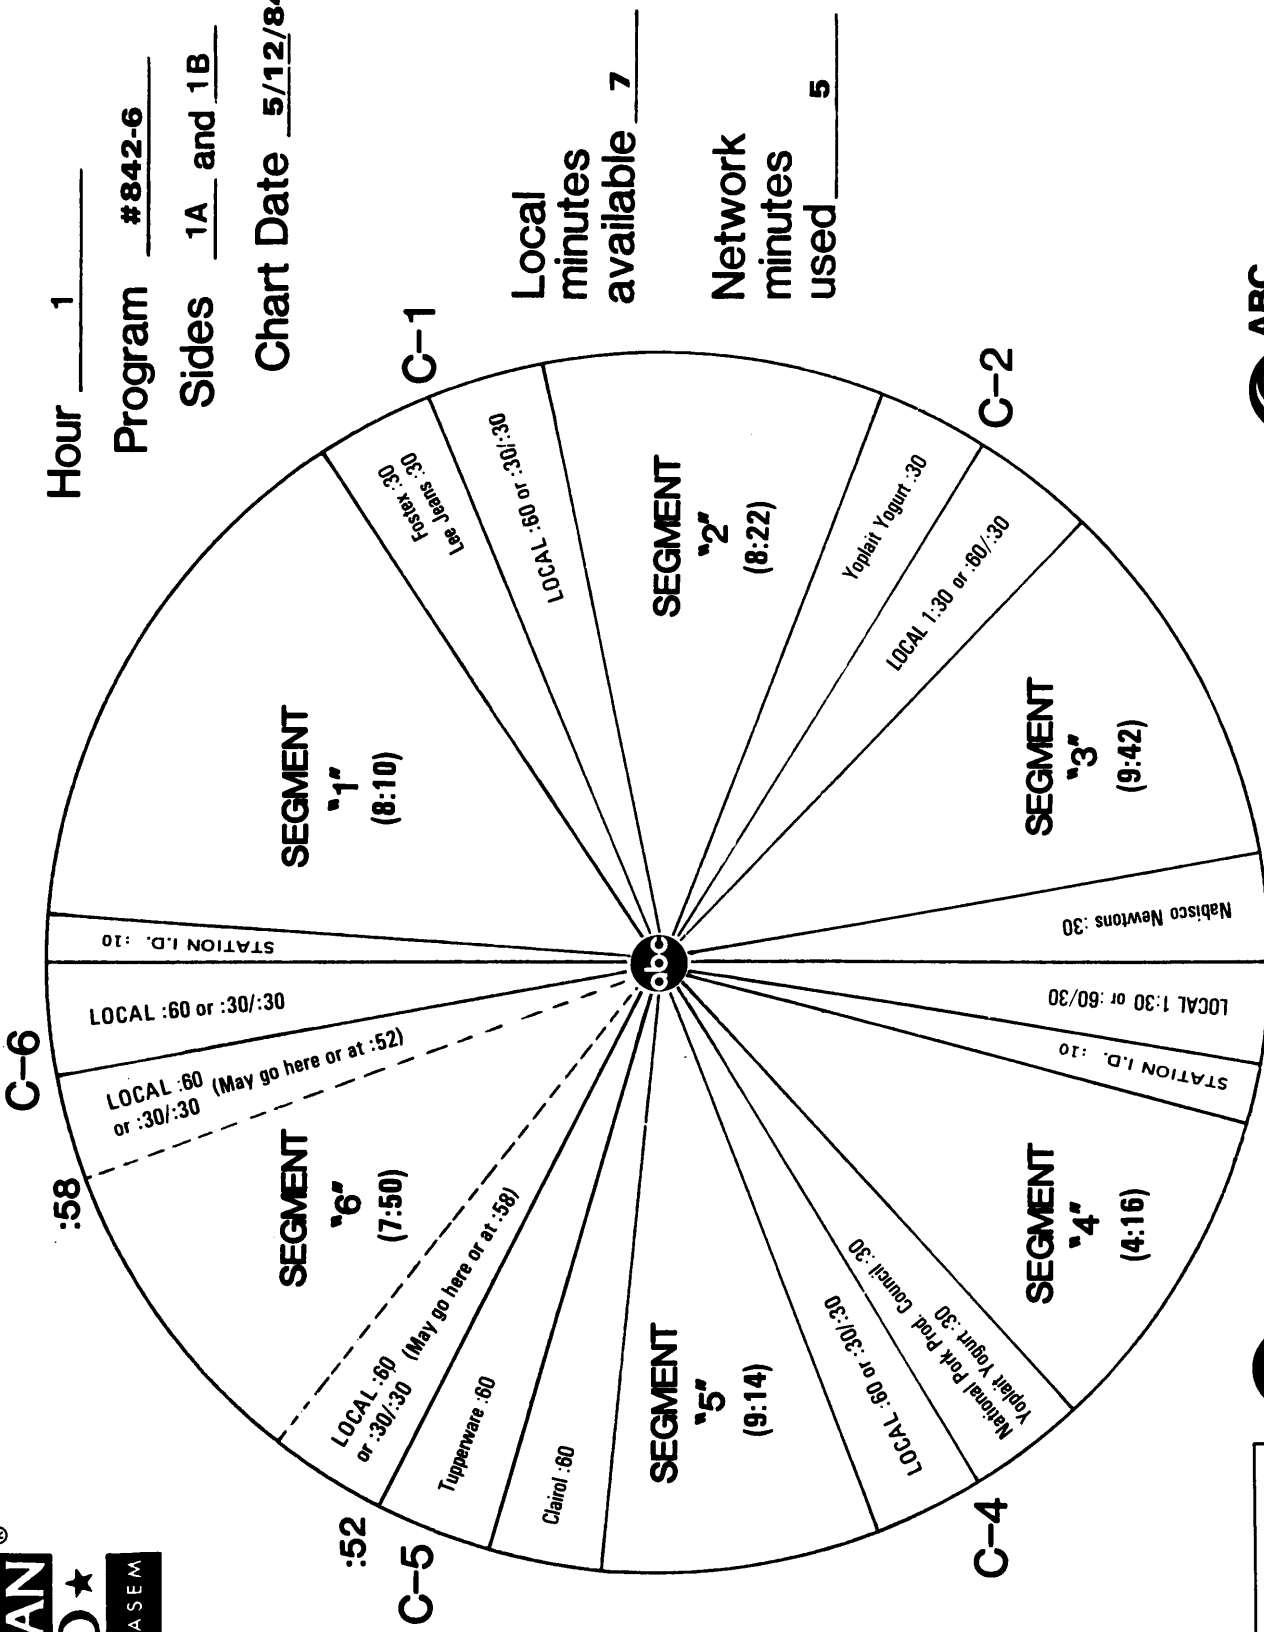 Hour 1
Program #842-6
Sides 1A and 1B
Chart Date 5/12/84
Local
minutes
available 7
Network
minutes
used 5
STATION I.D. :10
SEGMENT
"1"
(8:10)
C-1
Fostex :30
Lee Jeans :30
LOCAL :60 or :30/:30
SEGMENT
"2"
(8:22)
C-2
Yoplait Yogurt :30
LOCAL 1:30 or :60/:30
SEGMENT
"3"
(9:42)
Nabisco Newtons :30
LOCAL 1:30 or :60/30
STATION I.D. :10
SEGMENT
"4"
(4:16)
C-4
National Pork Prod. Council :30
Yoplait Yogurt :30
LOCAL :60 or :30/:30
SEGMENT
"5"
(9:14)
C-5
Clairol :60
Tupperware :60
:52
LOCAL :60
or :30/:30 (May go here or at :58)
SEGMENT
"6"
(7:50)
:58
LOCAL :60
or :30/:30 (May go here or at :52)
C-6
LOCAL :60 or :30/:30
abc
ABC
AN
®
ASEM